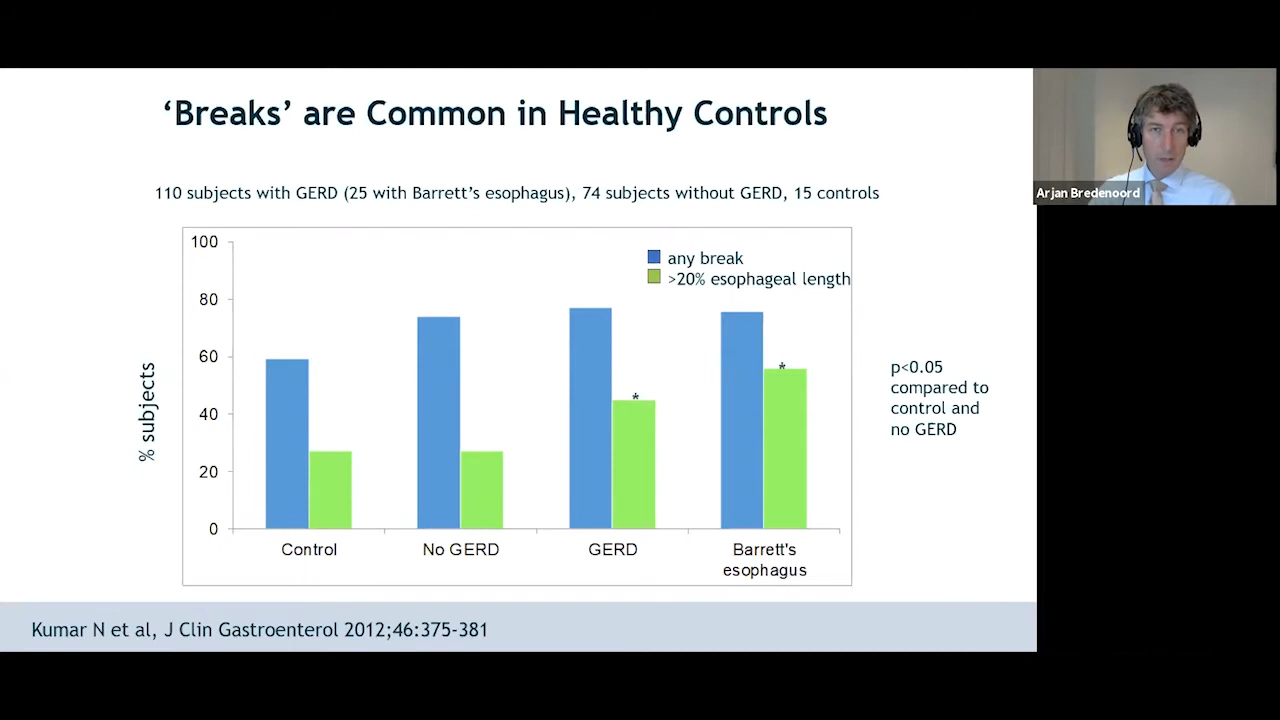 ‘Breaks’ are Common in Healthy Controls
110 subjects with GERD (25 with Barrett’s esophagus), 74 subjects without GERD, 15 controls
Arjan Bredenoord
100
80
60
40
20
0
% subjects
any break
>20% esophageal length
*
*
Control
No GERD
GERD
Barrett's
esophagus
p<0.05
compared to
control and
no GERD
Kumar N et al, J Clin Gastroenterol 2012;46:375-381